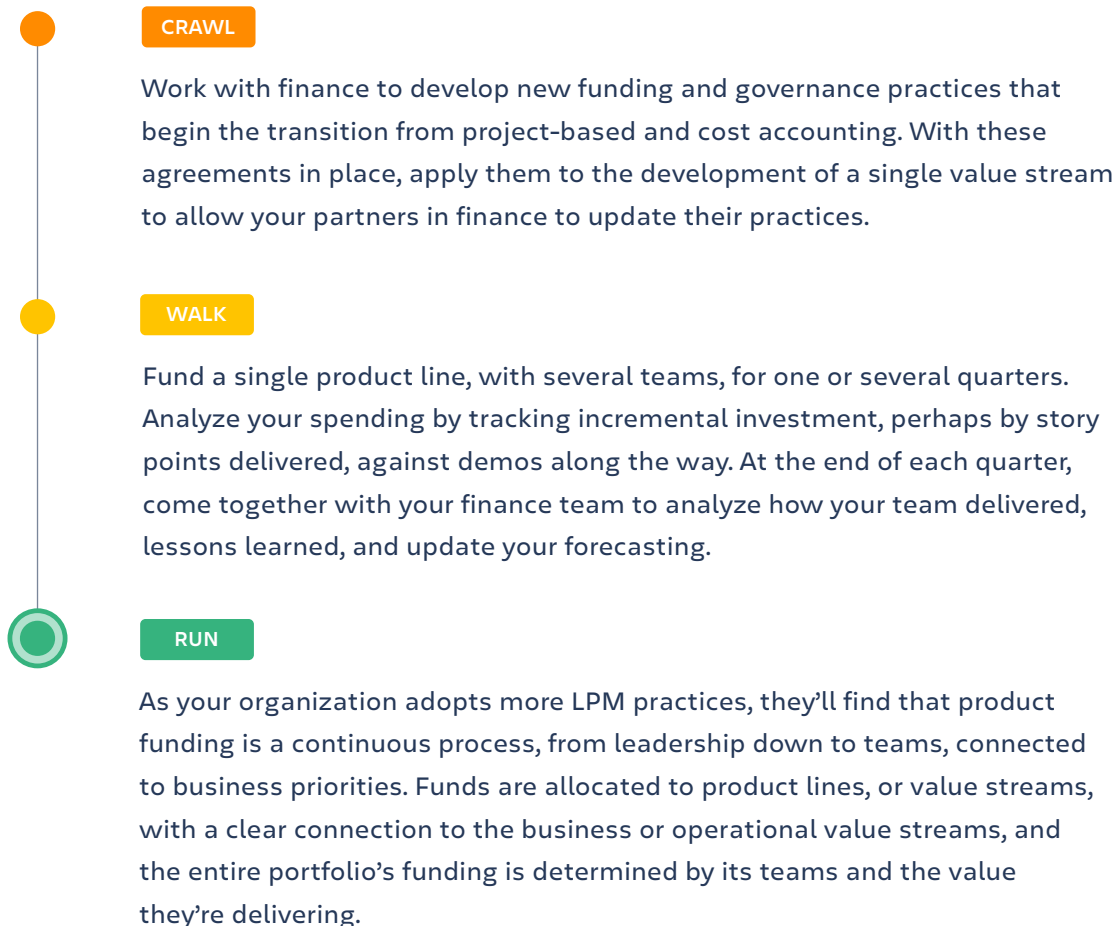 CRAWL
Work with finance to develop new funding and governance practices that
begin the transition from project-based and cost accounting. With these
agreements in place, apply them to the development of a single value stream
to allow your partners in finance to update their practices.
WALK
Fund a single product line, with several teams, for one or several quarters.
Analyze your spending by tracking incremental investment, perhaps by story
points delivered, against demos along the way. At the end of each quarter,
come together with your finance team to analyze how your team delivered,
lessons learned, and update your forecasting.
RUN
As your organization adopts more LPM practices, they’ll find that product
funding is a continuous process, from leadership down to teams, connected
to business priorities. Funds are allocated to product lines, or value streams,
with a clear connection to the business or operational value streams, and
the entire portfolio’s funding is determined by its teams and the value
they’re delivering.